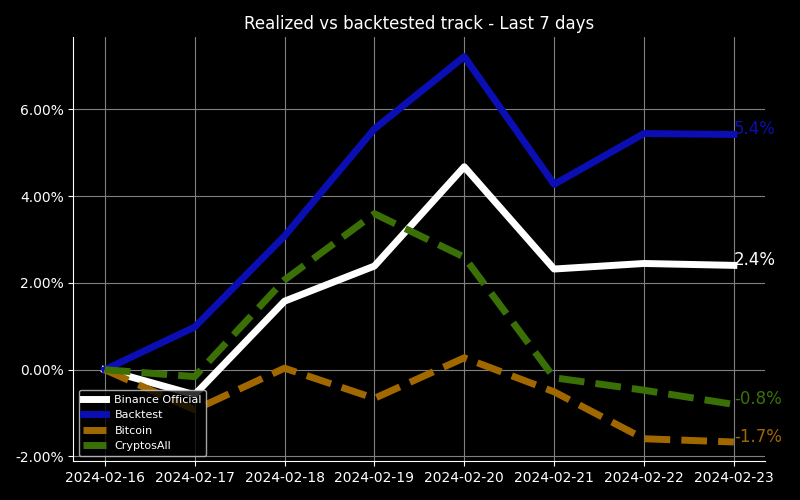 Realized vs backtested track - Last 7 days
6.00%
4.00%
2.00%
0.00%
-2.00%
5.4%
2.4%
-0.8%
-1.7%
Binance Official
Backtest
Bitcoin
CryptosAll
2024-02-16 2024-02-17 2024-02-18 2024-02-19 2024-02-20 2024-02-21 2024-02-22 2024-02-23